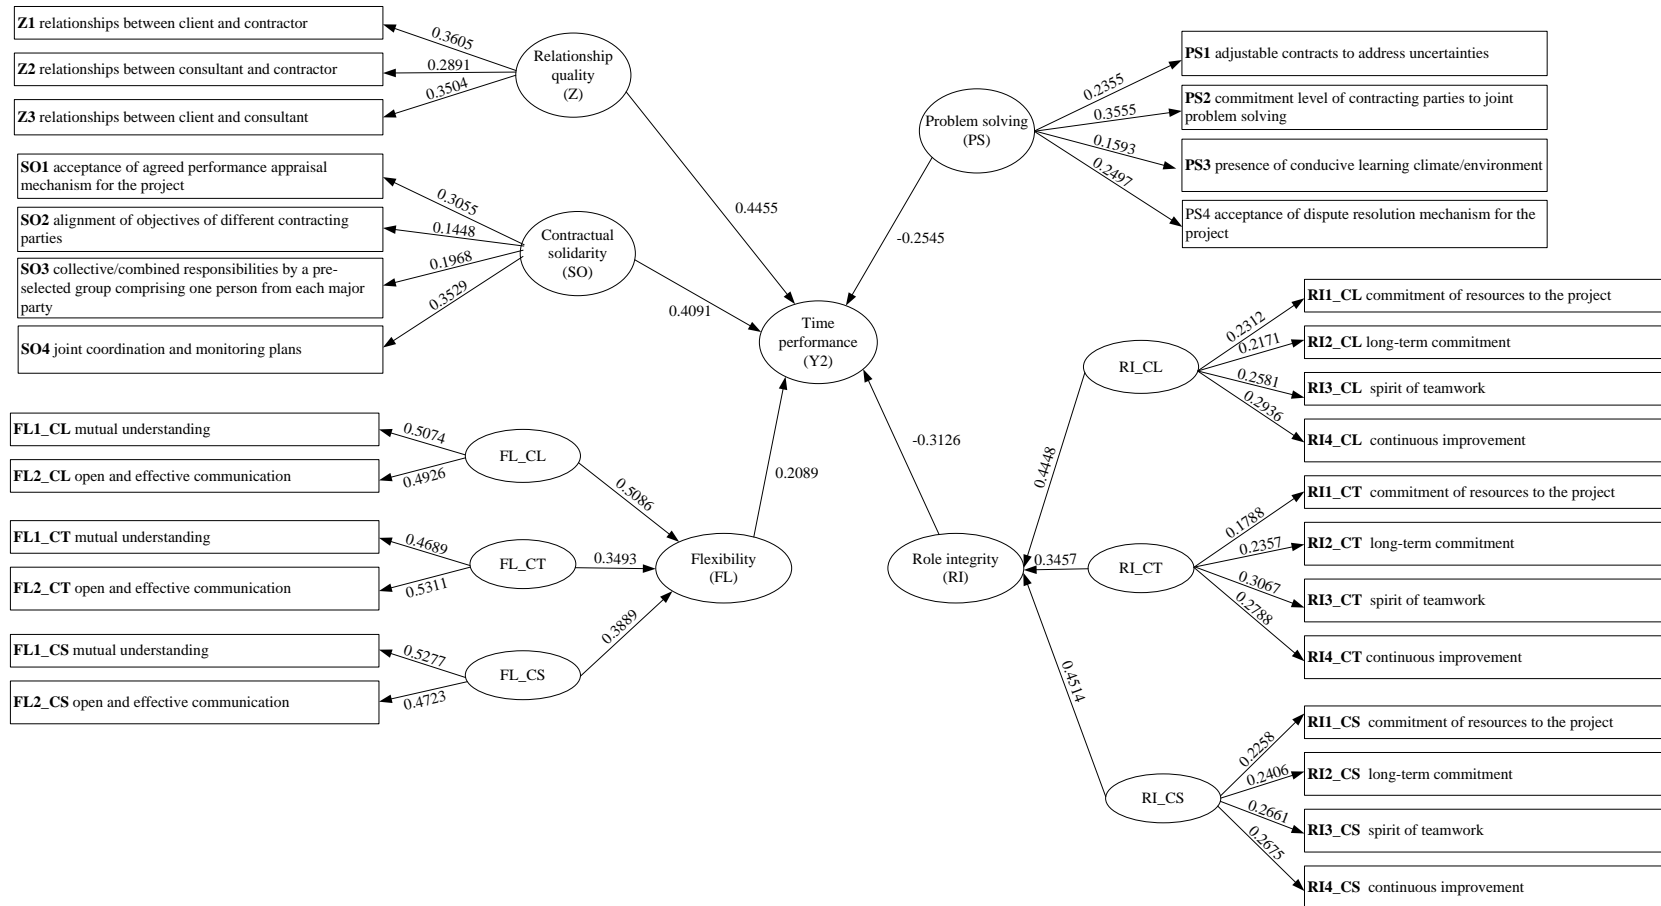 Z1 relationships between client and contractor
0.3605
Z2 relationships between consultant and contractor
0.2891
Z3 relationships between client and consultant
0.3504
Relationship
quality
(Z)
SO1 acceptance of agreed performance appraisal
mechanism for the project
0.3055
SO2 alignment of objectives of different contracting
parties
0.1448
SO3 collective/combined responsibilities by a pre-
selected group comprising one person from each major
party
0.1968
SO4 joint coordination and monitoring plans
0.3529
Contractual
solidarity
(SO)
0.4455
0.4091
Time
performance
(Y2)
FL1_CL mutual understanding
0.5074
FL2_CL open and effective communication
0.4926
FL_CL
0.5086
FL1_CT mutual understanding
0.4689
FL2_CT open and effective communication
0.5311
FL_CT
0.3493
FL1_CS mutual understanding
0.5277
FL2_CS open and effective communication
0.4723
FL_CS
0.3889
Flexibility
(FL)
0.2089
Problem solving
(PS)
-0.2545
0.2355
PS1 adjustable contracts to address uncertainties
0.3555
PS2 commitment level of contracting parties to joint
problem solving
0.1593
PS3 presence of conducive learning climate/environment
0.2497
PS4 acceptance of dispute resolution mechanism for the
project
-0.3126
Role integrity
(RI)
0.4448
RI_CL
0.2312
RI1_CL commitment of resources to the project
0.2171
RI2_CL long-term commitment
0.2581
RI3_CL spirit of teamwork
0.2936
RI4_CL continuous improvement
0.3457
RI_CT
0.1788
RI1_CT commitment of resources to the project
0.2357
RI2_CT long-term commitment
0.3067
RI3_CT spirit of teamwork
0.2788
RI4_CT continuous improvement
0.4514
RI_CS
0.2258
RI1_CS commitment of resources to the project
0.2406
RI2_CS long-term commitment
0.2661
RI3_CS spirit of teamwork
0.2675
RI4_CS continuous improvement